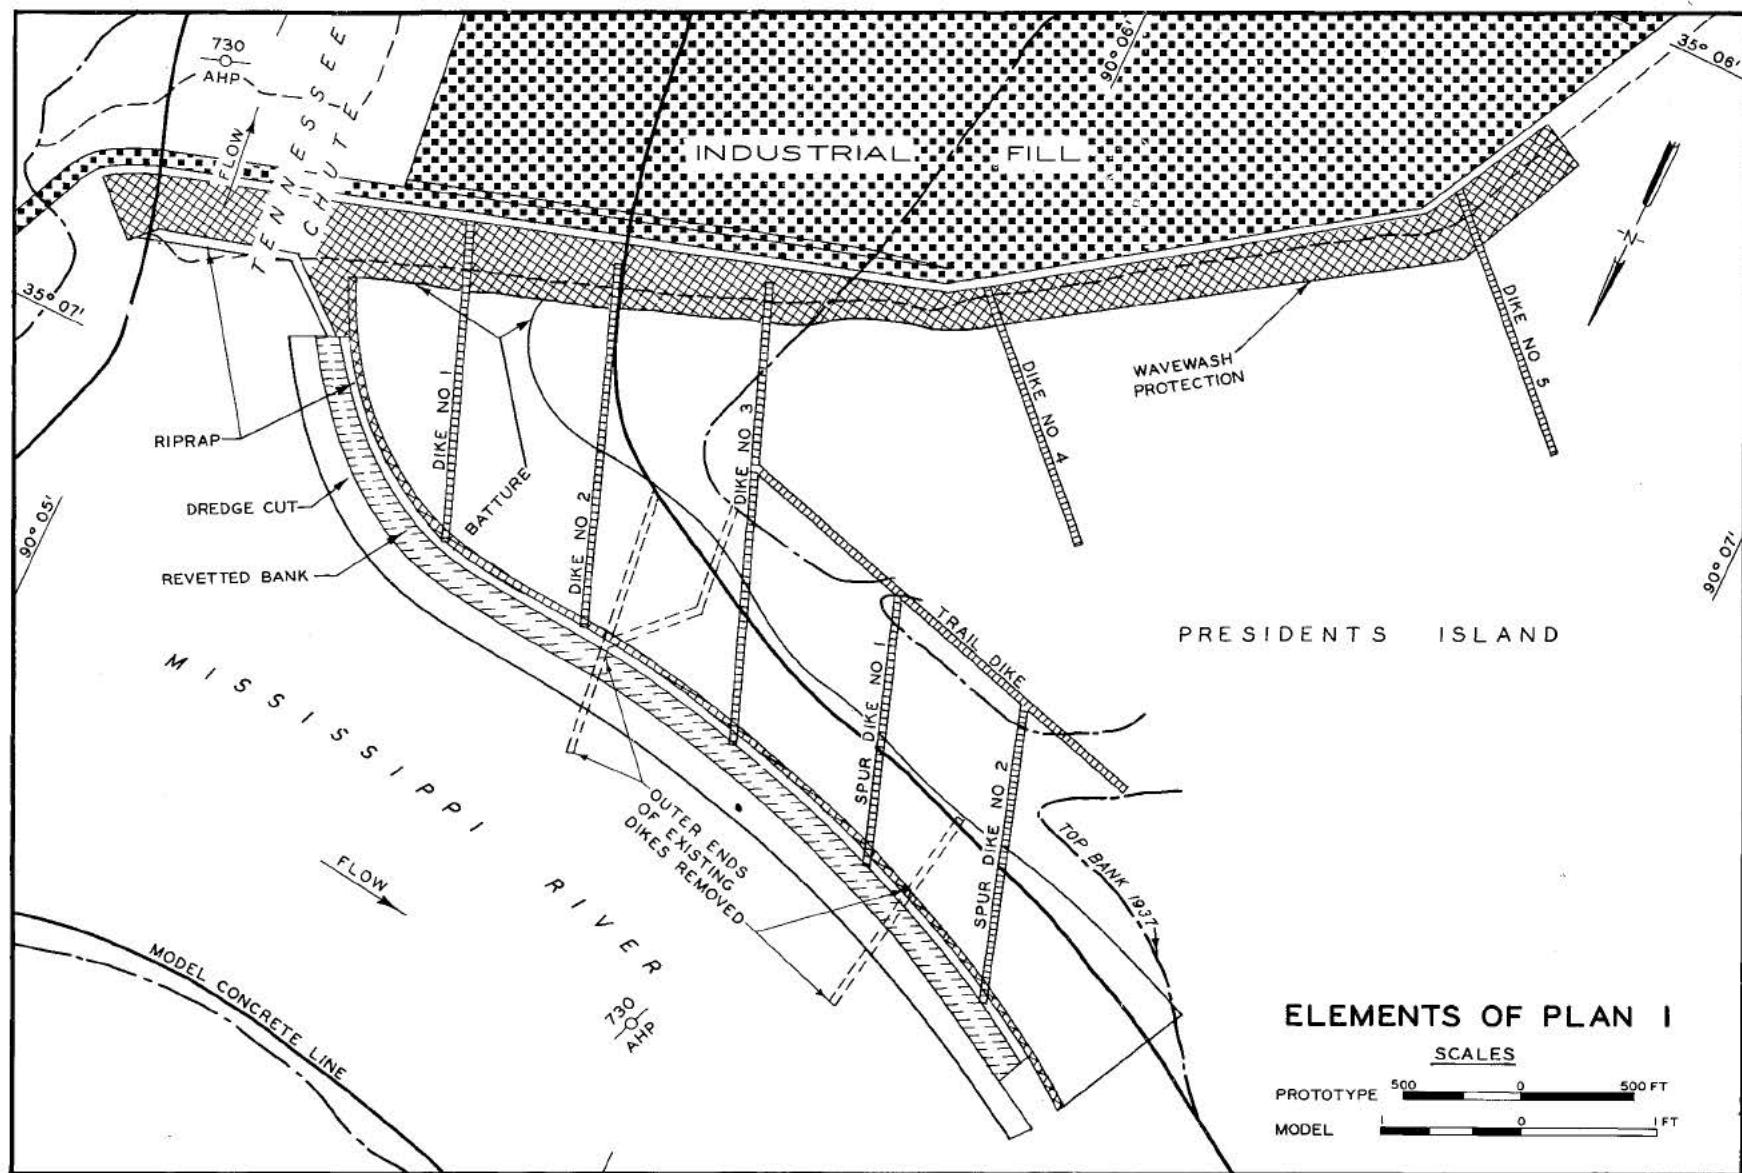 PLATE 1
730
AHP
TENNESSEE
CHUTE
FLOW
90° 06'
35° 06'
INDUSTRIAL FILL
N
35° 07'
DIKE NO 5
WAVEWASH
PROTECTION
DIKE NO 4
DIKE NO 1
DIKE NO 3
RIPRAP
BATTURE
DIKE NO 2
DREDGE CUT
90° 05'
90° 07'
REVETTED BANK
TRAIL DIKE
PRESIDENTS ISLAND
SPUR DIKE NO 1
SPUR DIKE NO 2
MISSISSIPPI RIVER
OUTER ENDS
OF EXISTING
DIKES REMOVED
TOP BANK 1937
FLOW
MODEL CONCRETE LINE
730
AHP
ELEMENTS OF PLAN 1
SCALES
PROTOTYPE 500 0 500 FT
MODEL 1 0 1 FT